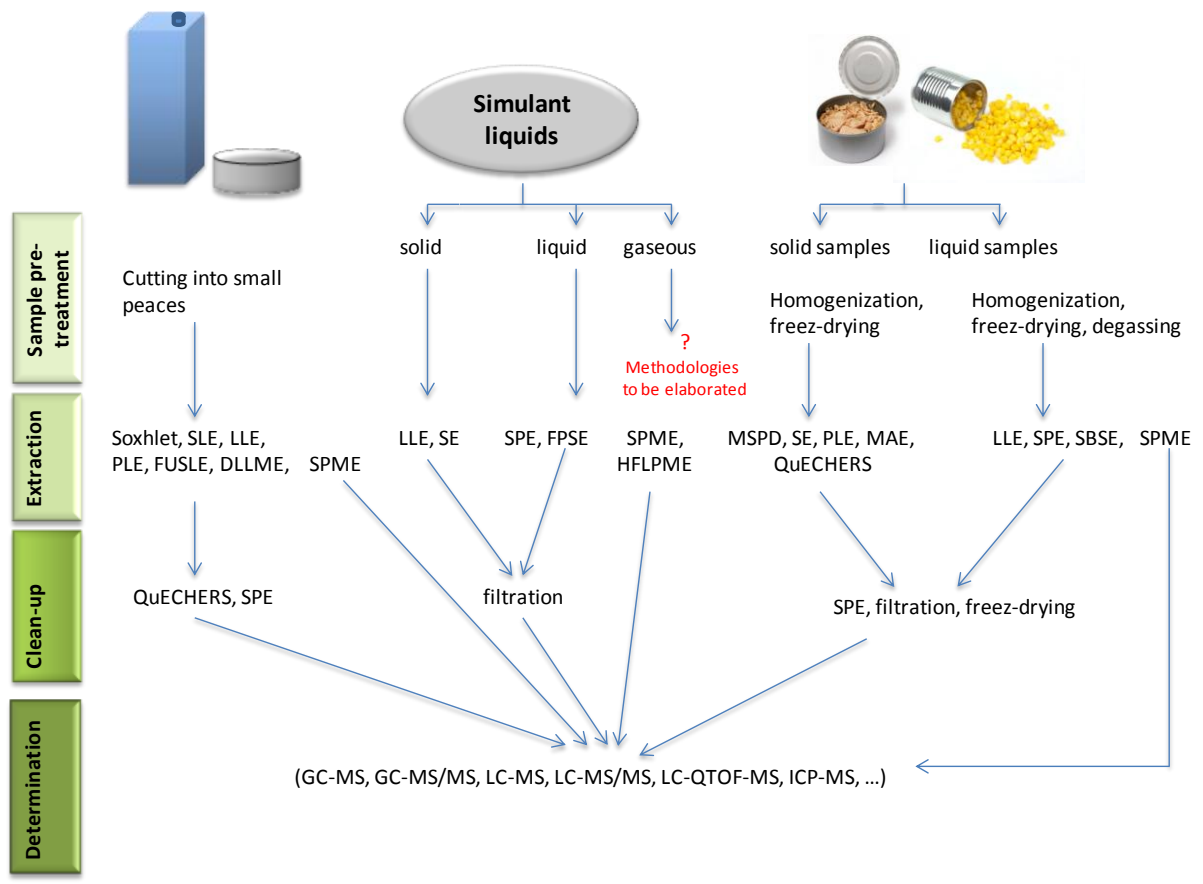 Simulant
liquids
Sample pre-
treatment
solid
liquid
gaseous
solid samples
liquid samples
Cutting into small
peaces
Homogenization,
freez-drying
Homogenization,
freez-drying, degassing
?
Methodologies
to be elaborated
Extraction
Soxhlet, SLE, LLE,
PLE, FUSLE, DLLME,
SPME
LLE, SE
SPE, FPSE
SPME,
HFLPME
MSPD, SE, PLE, MAE,
QuECHERS
LLE, SPE, SBSE,
SPME
Clean-up
QuECHERS, SPE
filtration
SPE, filtration, freez-drying
Determination
(GC-MS, GC-MS/MS, LC-MS, LC-MS/MS, LC-QTOF-MS, ICP-MS, ...)